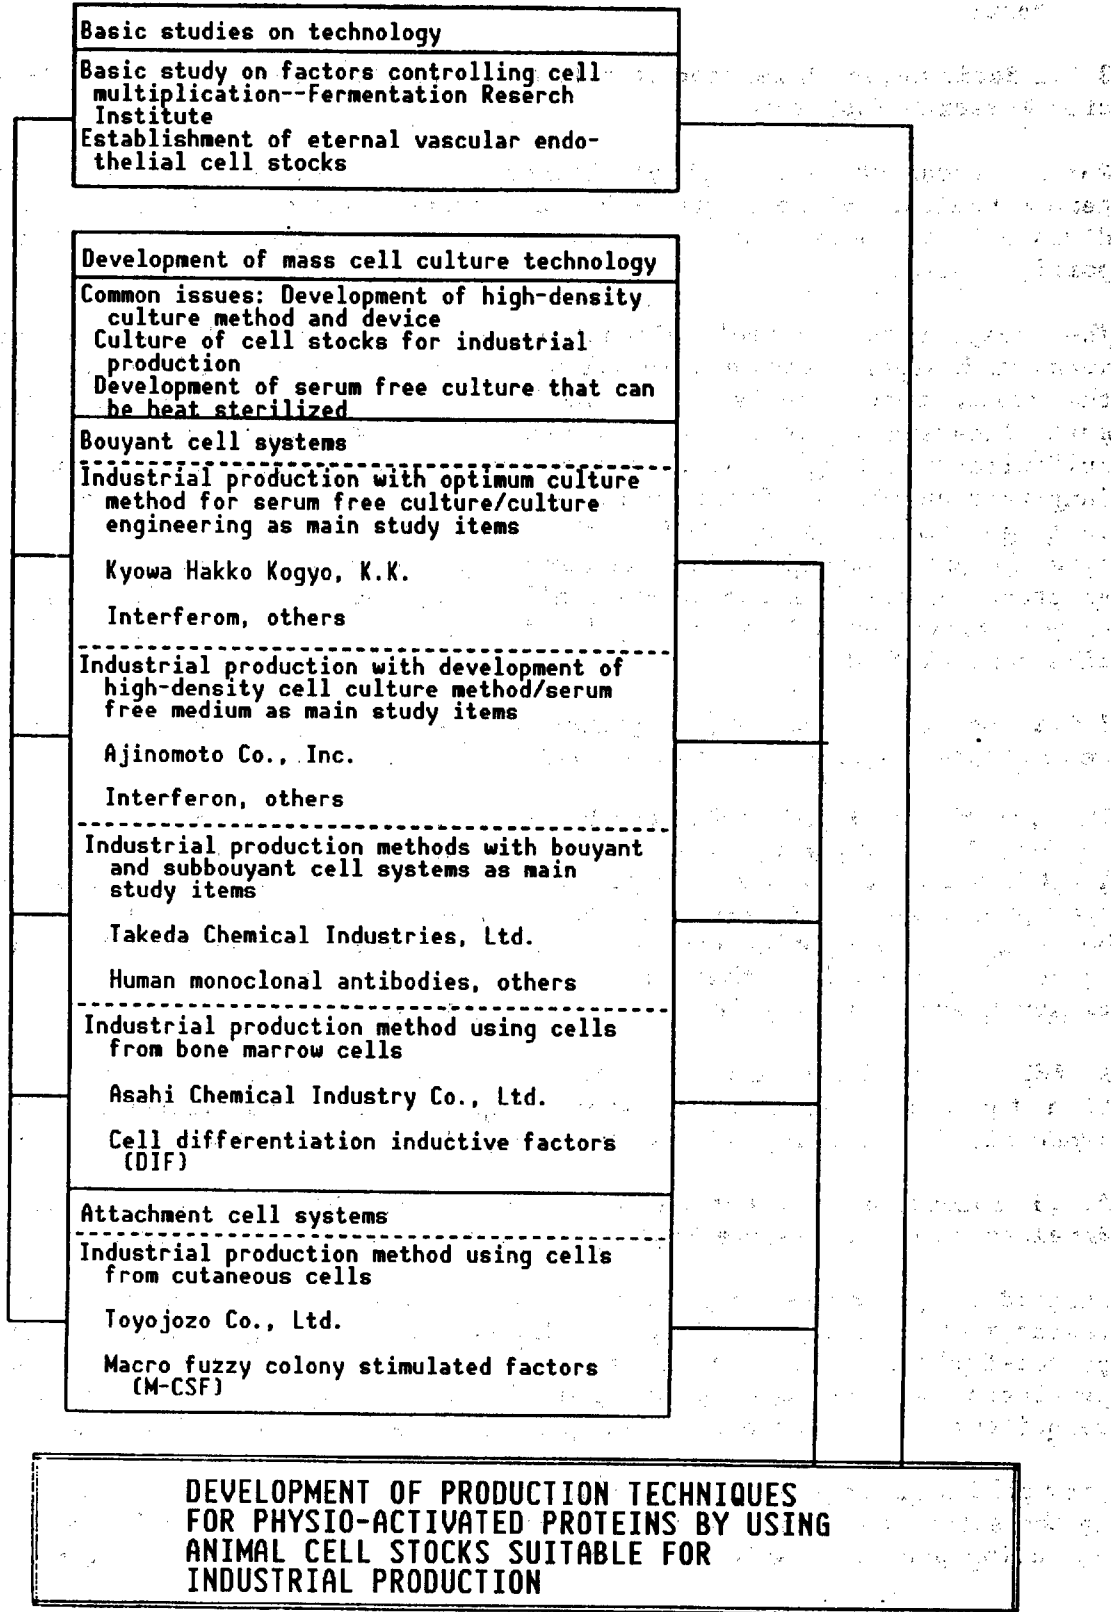 Basic studies on technology
Basic study on factors controlling cell
multiplication--Fermentation Reserch
Institute
Establishment of eternal vascular endo-
thelial cell stocks
Development of mass cell culture technology
Common issues: Development of high-density
culture method and device
Culture of cell stocks for industrial
production
Development of serum free culture that can
be heat sterilized
Bouyant cell systems
Industrial production with optimum culture
method for serum free culture/culture
engineering as main study items
Kyowa Hakko Kogyo, K.K.
Interferom, others
Industrial production with development of
high-density cell culture method/serum
free medium as main study items
Ajinomoto Co., Inc.
Interferon, others
Industrial production methods with bouyant
and subbouyant cell systems as main
study items
Takeda Chemical Industries, Ltd.
Human monoclonal antibodies, others
Industrial production method using cells
from bone marrow cells
Asahi Chemical Industry Co., Ltd.
Cell differentiation inductive factors
(DIF)
Attachment cell systems
Industrial production method using cells
from cutaneous cells
Toyojozo Co., Ltd.
Macro fuzzy colony stimulated factors
(M-CSF)
DEVELOPMENT OF PRODUCTION TECHNIQUES
FOR PHYSIO-ACTIVATED PROTEINS BY USING
ANIMAL CELL STOCKS SUITABLE FOR
INDUSTRIAL PRODUCTION